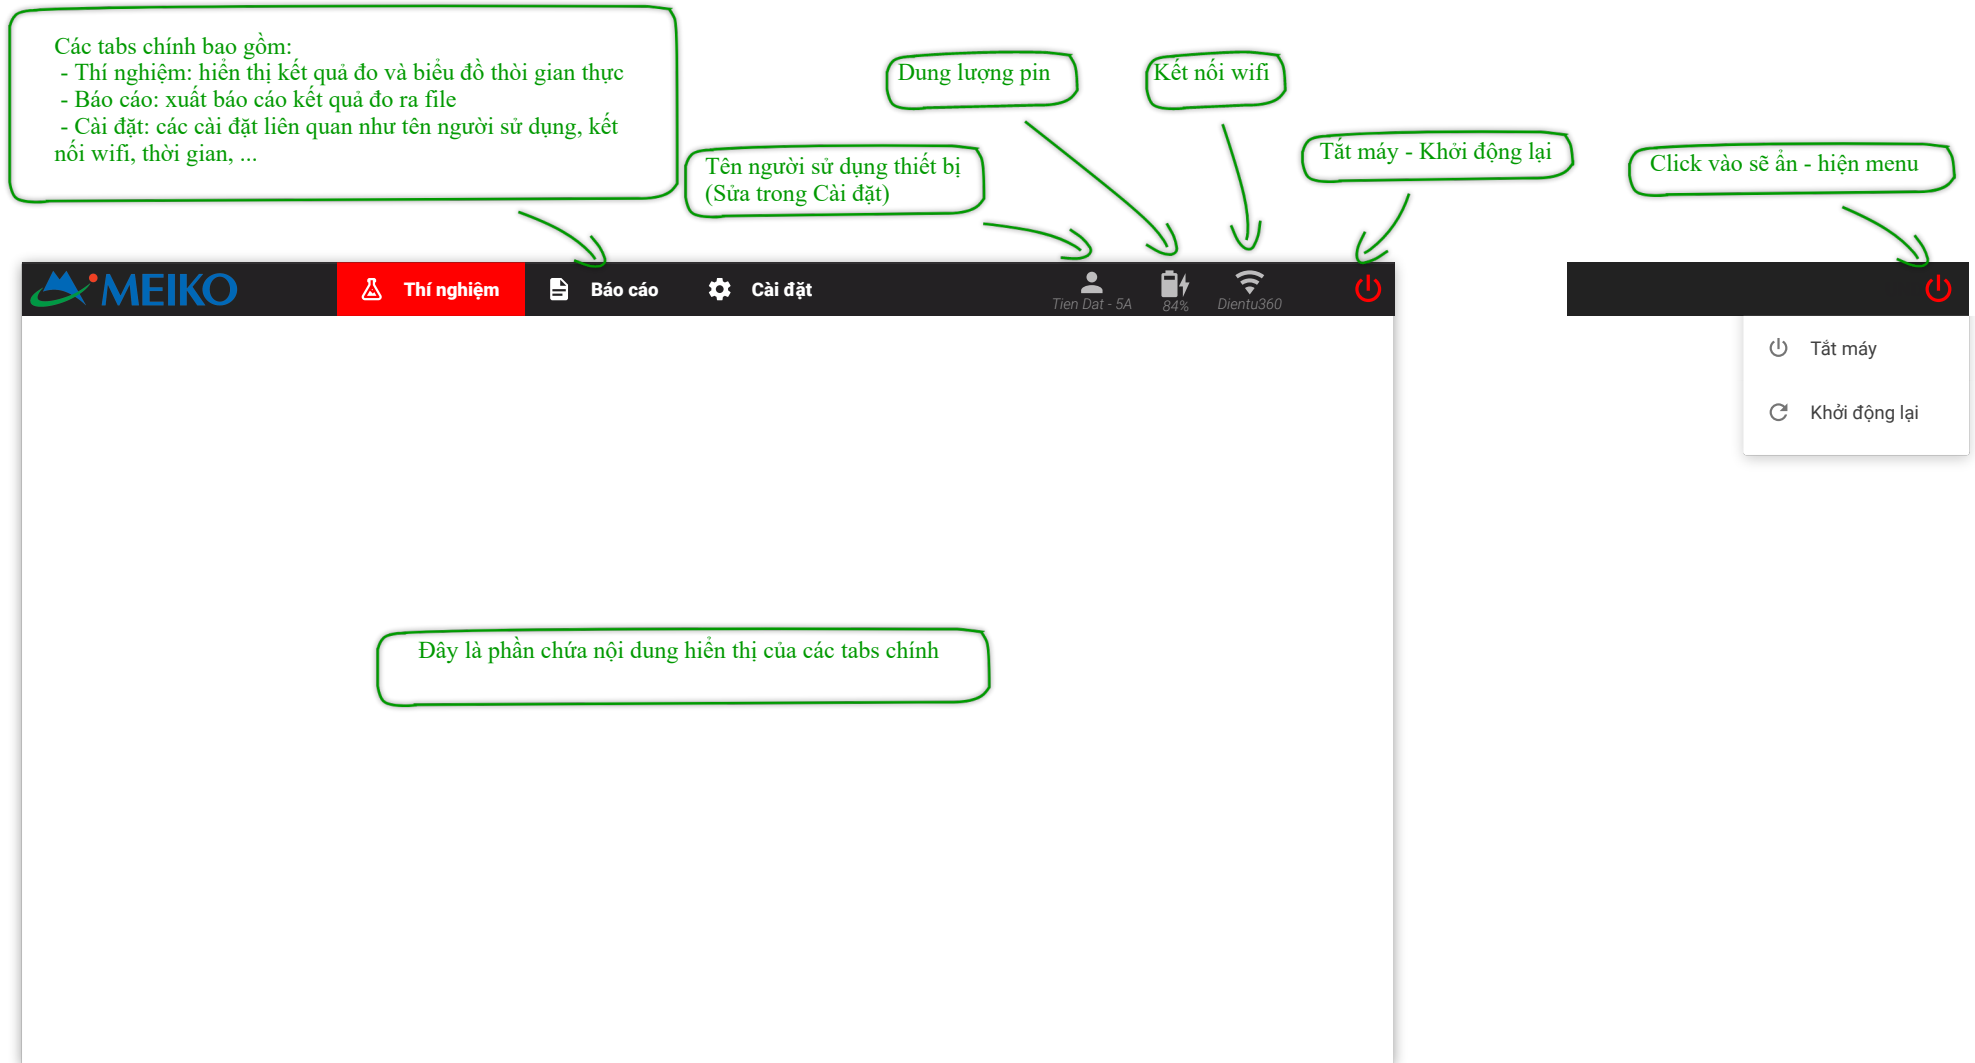 Các tabs chính bao gồm:
- Thí nghiệm: hiển thị kết quả đo và biểu đồ thời gian thực
- Báo cáo: xuất báo cáo kết quả đo ra file
- Cài đặt: các cài đặt liên quan như tên người sử dụng, kết
nối wifi, thời gian, ...
Dung lượng pin
Kết nối wifi
Tên người sử dụng thiết bị
(Sửa trong Cài đặt)
Tắt máy - Khởi động lại
Click vào sẽ ẩn - hiện menu
MEIKO
Thí nghiệm
Báo cáo
Cài đặt
Tien Dat - 5A
84%
Dientu360
Tắt máy
Khởi động lại
Đây là phần chứa nội dung hiển thị của các tabs chính